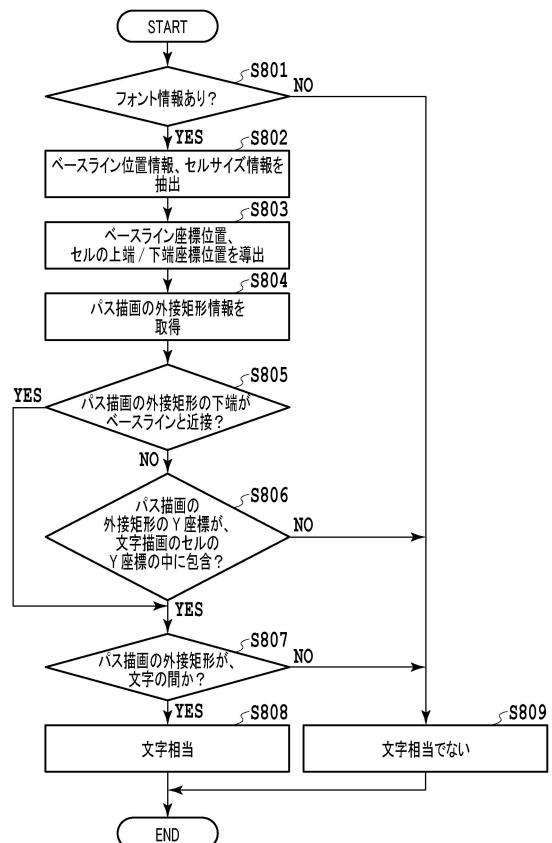 START
S801
フォント情報あり？
NO
YES
S802
ベースライン位置情報、セルサイズ情報を
抽出
S803
ベースライン座標位置、
セルの上端／下端座標位置を導出
S804
パス描画の外接矩形情報を
取得
S805
YES
パス描画の外接矩形の下端が
ベースラインと近接？
NO
S806
パス描画の
外接矩形のＹ座標が、
文字描画のセルの
Ｙ座標の中に包含？
NO
YES
S807
パス描画の外接矩形が、
文字の間か？
NO
YES
S808
文字相当
S809
文字相当でない
END